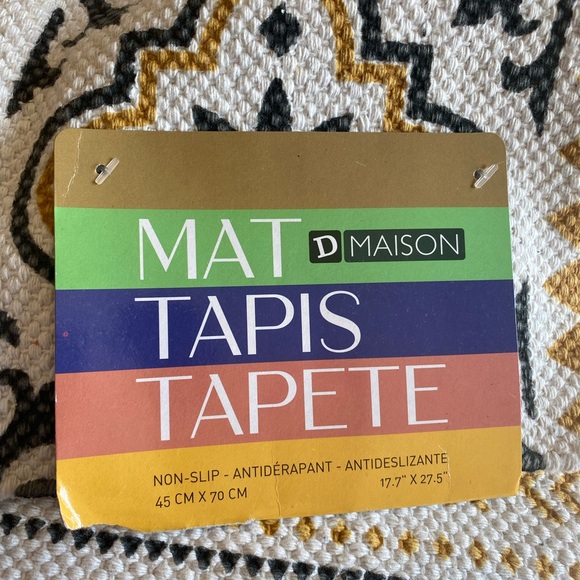 MAT D MAISON
TAPIS
TAPETE
NON-SLIP - ANTIDÉRAPANT - ANTIDESLIZANTE
45 CM X 70 CM 17.7" X 27.5"